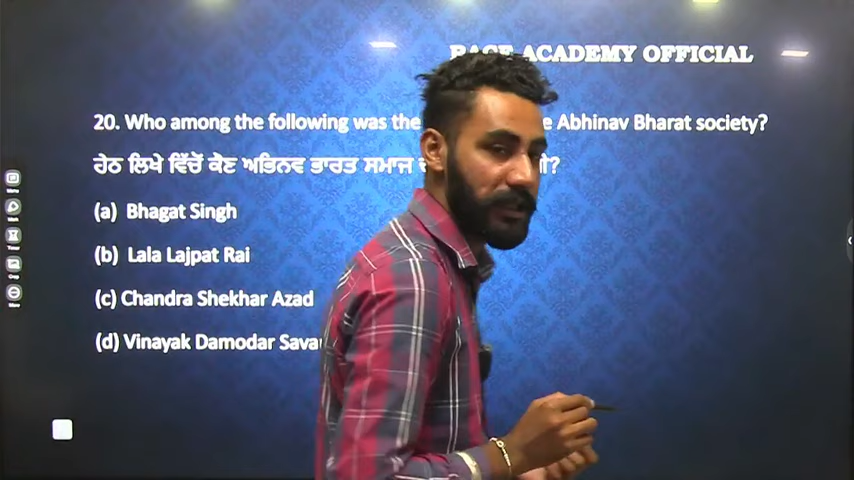 ACADEMY OFFICIAL
20. Who among the following was the Abhinav Bharat society?
ਹੇਠ ਲਿਖੇ ਵਿੱਚੋਂ ਕੌਣ ਅਭਿਨਵ ਭਾਰਤ ਸਮਾਜ
(a) Bhagat Singh
(b) Lala Lajpat Rai
(c) Chandra Shekhar Azad
(d) Vinayak Damodar